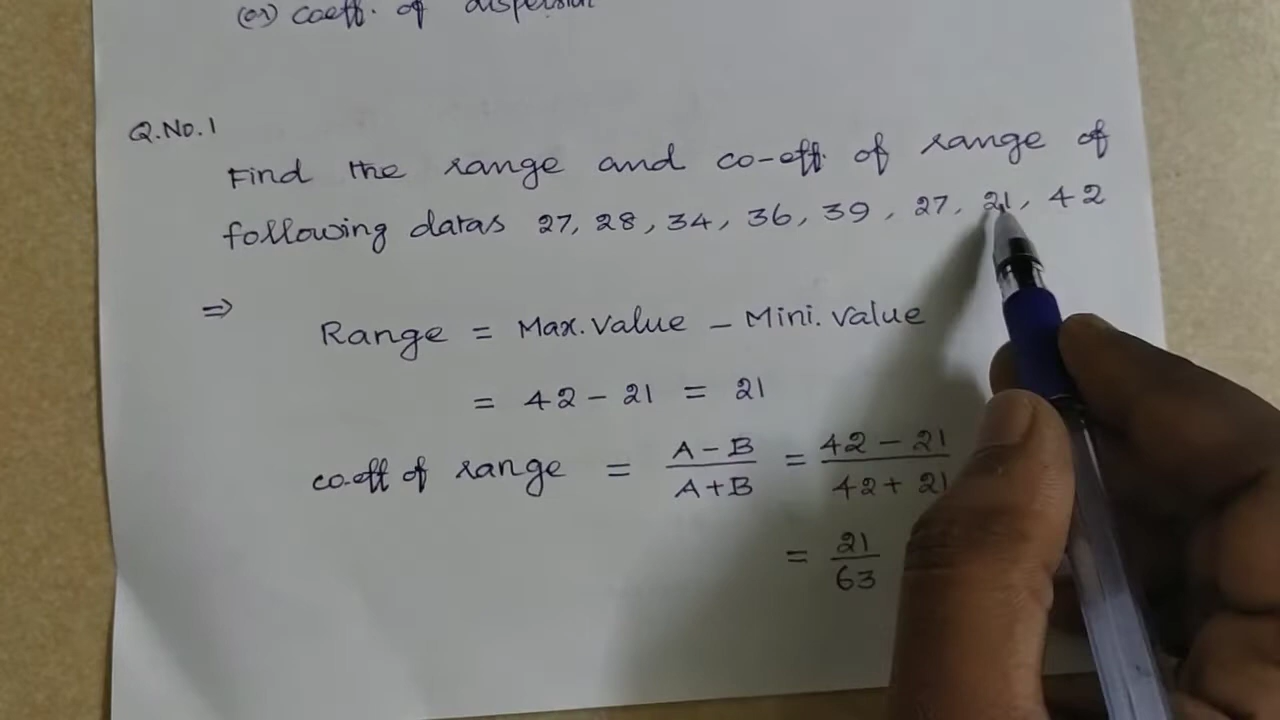 (or) coeff. of dispersion
Q.No.1
Find the range and co-eff. of range of
following datas 27, 28, 34, 36, 39, 27, 21, 42
⇒
Range = Max.Value - Mini.Value
= 42 - 21 = 21
co.eff of range = A-B / A+B = 42 - 21 / 42 + 21
= 21 / 63